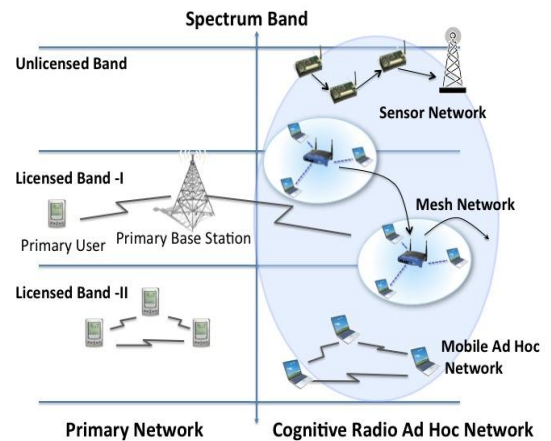 Spectrum Band
Unlicensed Band
Sensor Network
Licensed Band -I
Mesh Network
Primary User
Primary Base Station
Licensed Band -II
Mobile Ad Hoc
Network
Primary Network
Cognitive Radio Ad Hoc Network